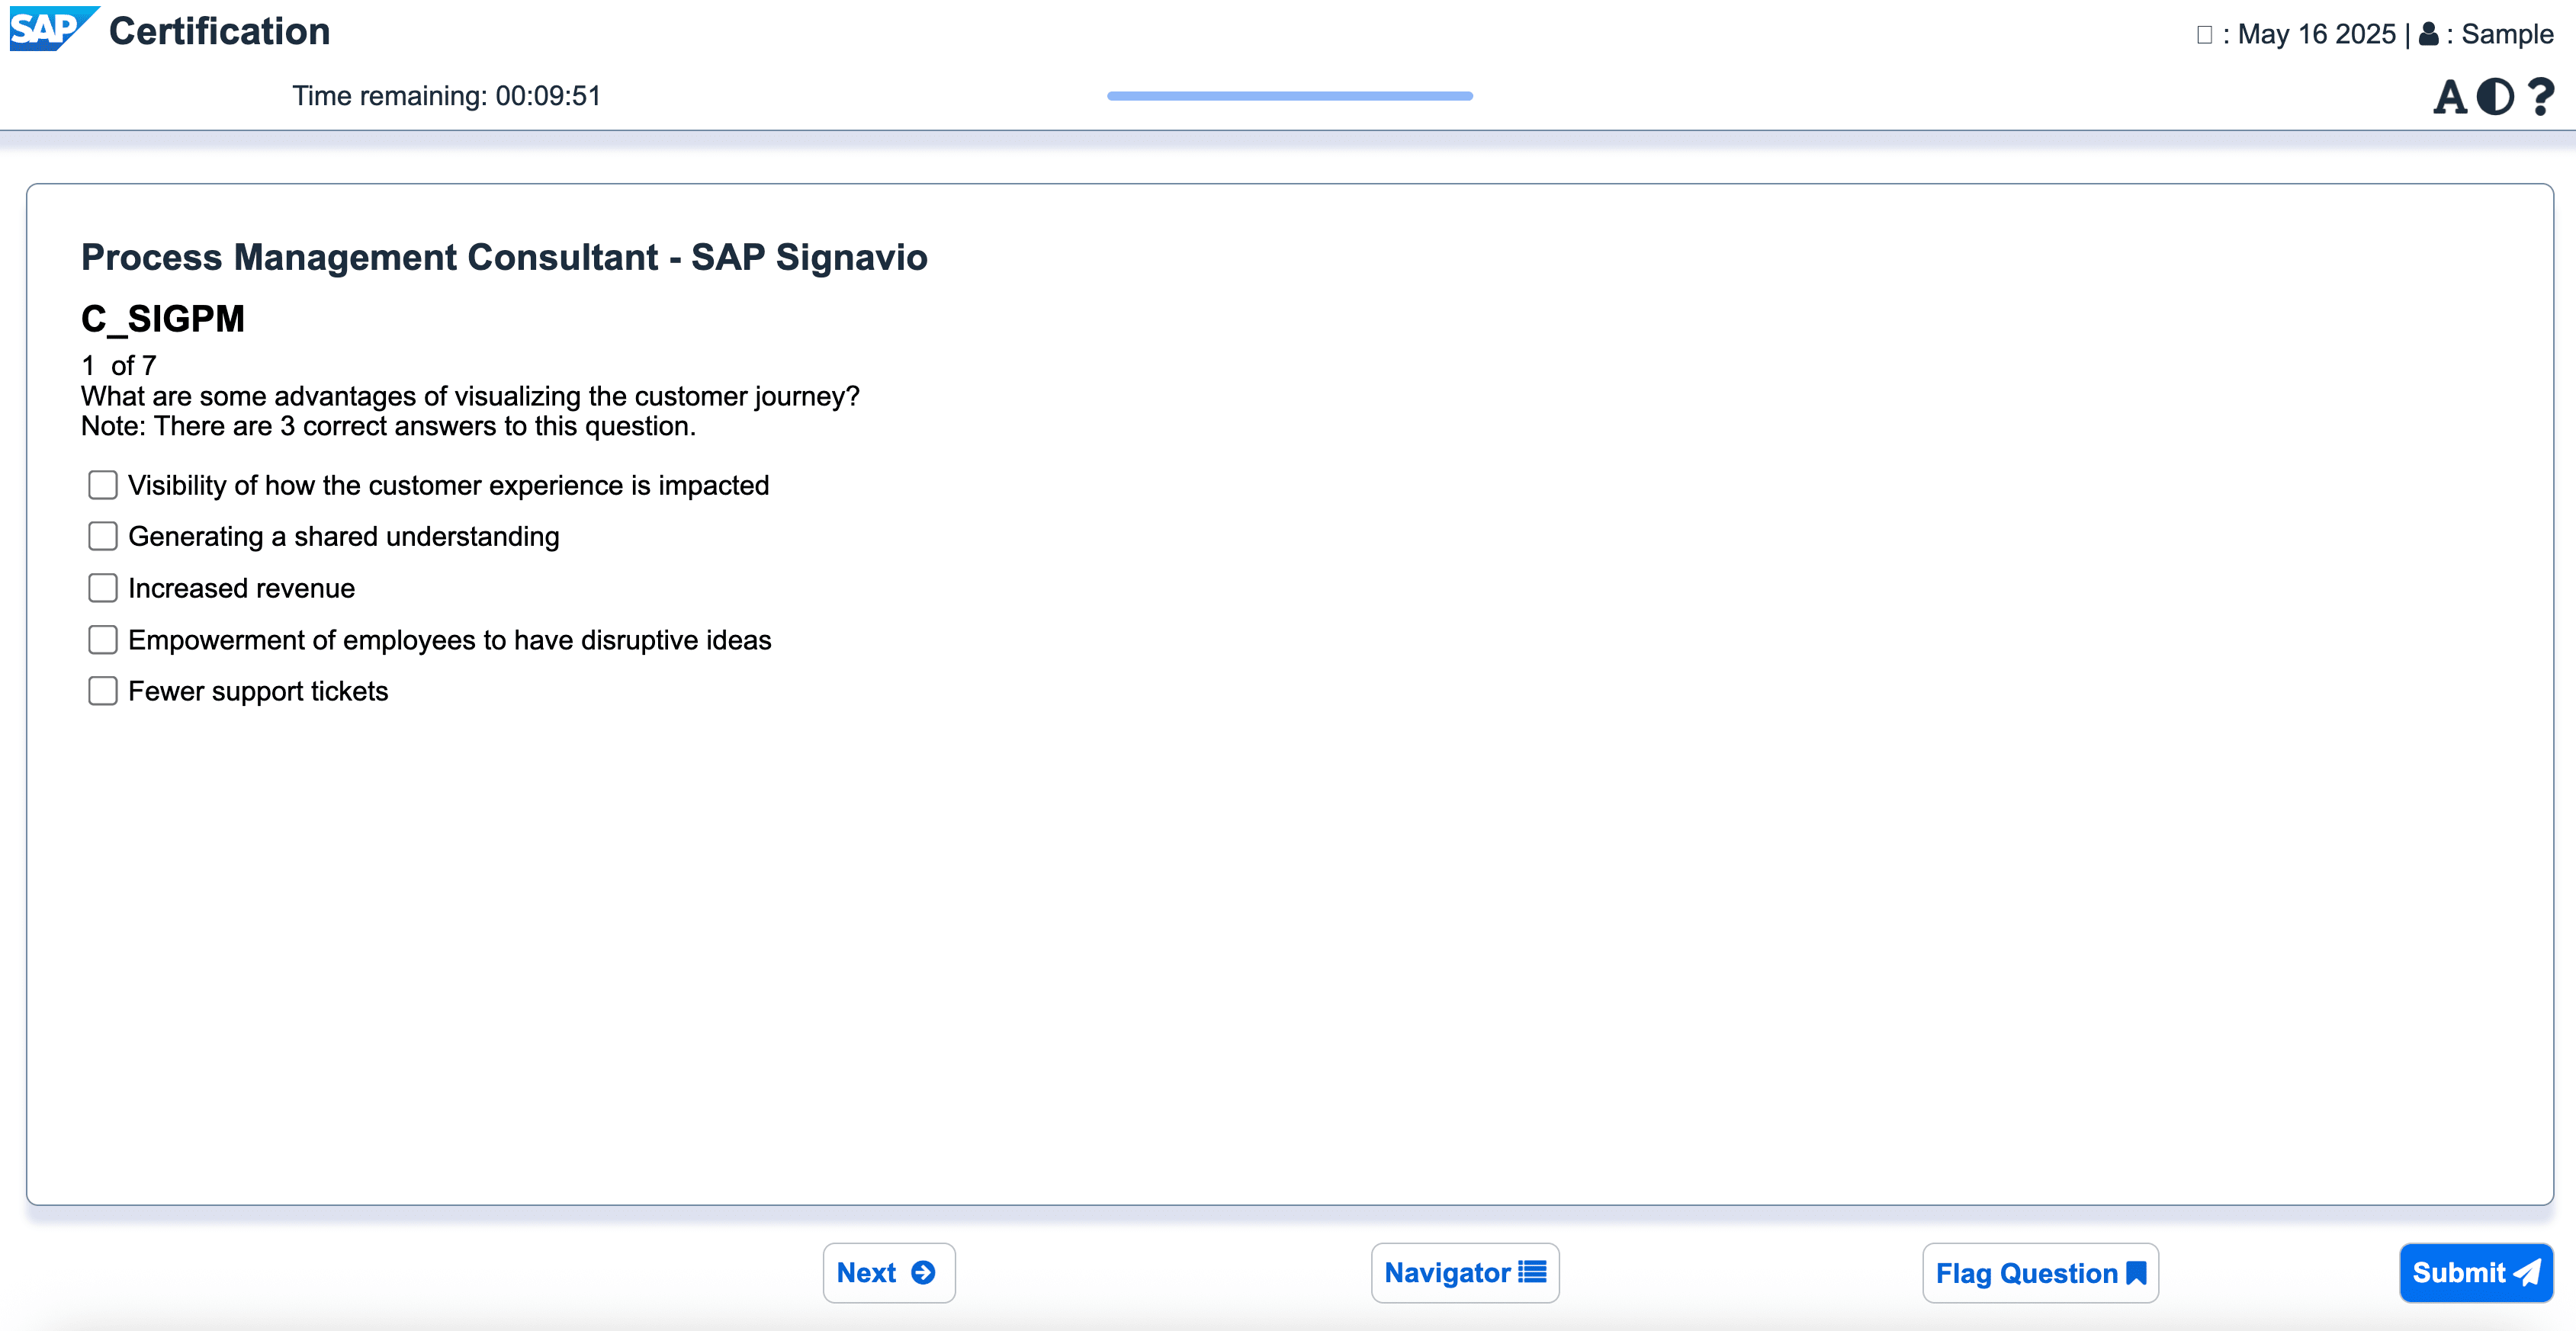 SAP Certification
: May 16 2025 | : Sample
Time remaining: 00:09:51
A ?
Process Management Consultant - SAP Signavio
C_SIGPM
1 of 7
What are some advantages of visualizing the customer journey?
Note: There are 3 correct answers to this question.
Visibility of how the customer experience is impacted
Generating a shared understanding
Increased revenue
Empowerment of employees to have disruptive ideas
Fewer support tickets
Next
Navigator
Flag Question
Submit